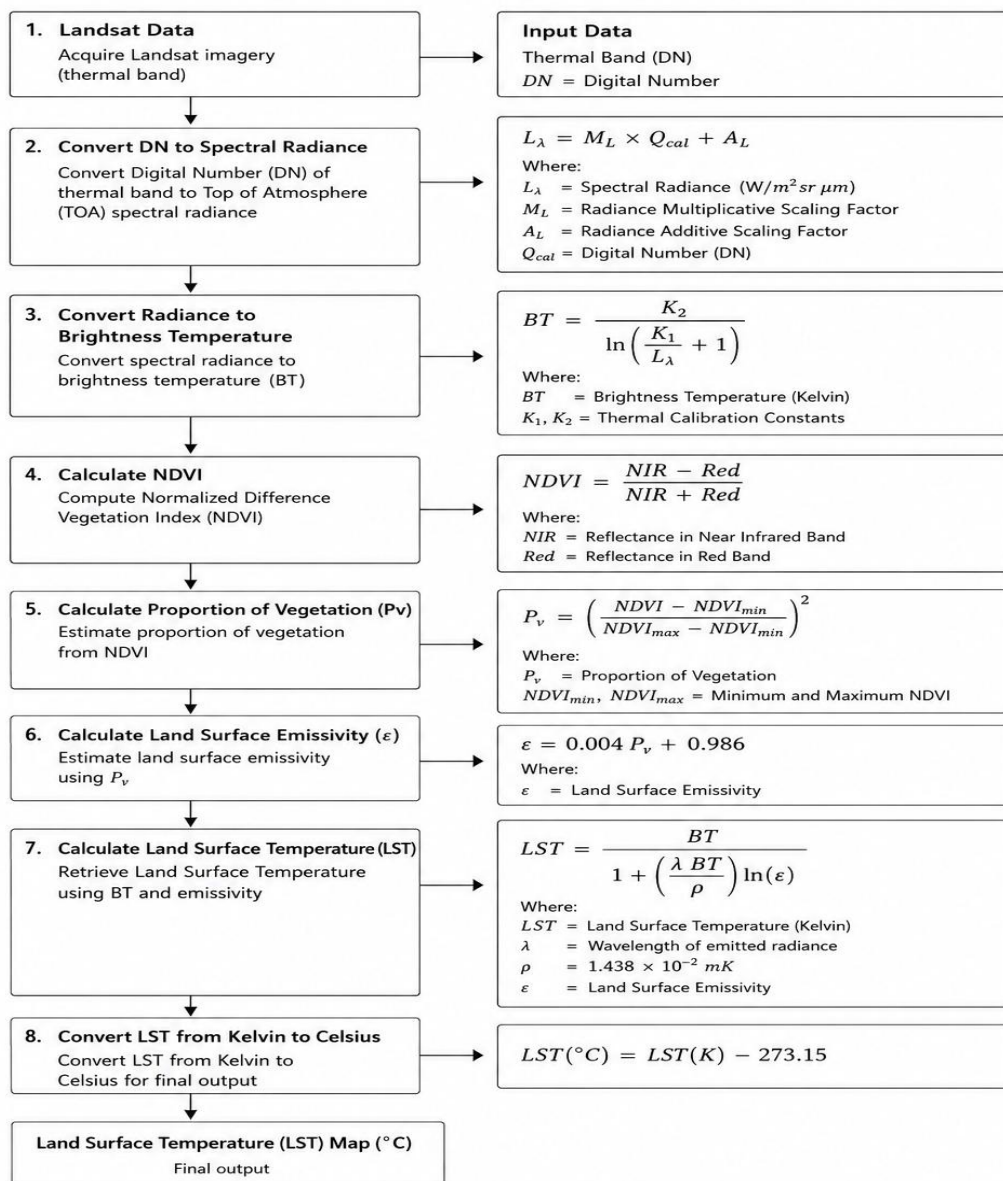 1. Landsat Data
Acquire Landsat imagery
(thermal band)
Input Data
Thermal Band (DN)
DN = Digital Number
2. Convert DN to Spectral Radiance
Convert Digital Number (DN) of
thermal band to Top of Atmosphere
(TOA) spectral radiance
L_λ = M_L × Q_cal + A_L
Where:
L_λ = Spectral Radiance (W/m² sr μm)
M_L = Radiance Multiplicative Scaling Factor
A_L = Radiance Additive Scaling Factor
Q_cal = Digital Number (DN)
3. Convert Radiance to
Brightness Temperature
Convert spectral radiance to
brightness temperature (BT)
BT = K₂ / ln(K₁ / L_λ + 1)
Where:
BT = Brightness Temperature (Kelvin)
K₁, K₂ = Thermal Calibration Constants
4. Calculate NDVI
Compute Normalized Difference
Vegetation Index (NDVI)
NDVI = (NIR − Red) / (NIR + Red)
Where:
NIR = Reflectance in Near Infrared Band
Red = Reflectance in Red Band
5. Calculate Proportion of Vegetation (Pv)
Estimate proportion of vegetation
from NDVI
P_v = ((NDVI − NDVI_min) / (NDVI_max − NDVI_min))²
Where:
P_v = Proportion of Vegetation
NDVI_min, NDVI_max = Minimum and Maximum NDVI
6. Calculate Land Surface Emissivity (ε)
Estimate land surface emissivity
using P_v
ε = 0.004 P_v + 0.986
Where:
ε = Land Surface Emissivity
7. Calculate Land Surface Temperature (LST)
Retrieve Land Surface Temperature
using BT and emissivity
LST = BT / (1 + (λ BT / ρ) ln(ε))
Where:
LST = Land Surface Temperature (Kelvin)
λ = Wavelength of emitted radiance
ρ = 1.438 × 10⁻² mK
ε = Land Surface Emissivity
8. Convert LST from Kelvin to Celsius
Convert LST from Kelvin to
Celsius for final output
LST(°C) = LST(K) − 273.15
Land Surface Temperature (LST) Map (°C)
Final output